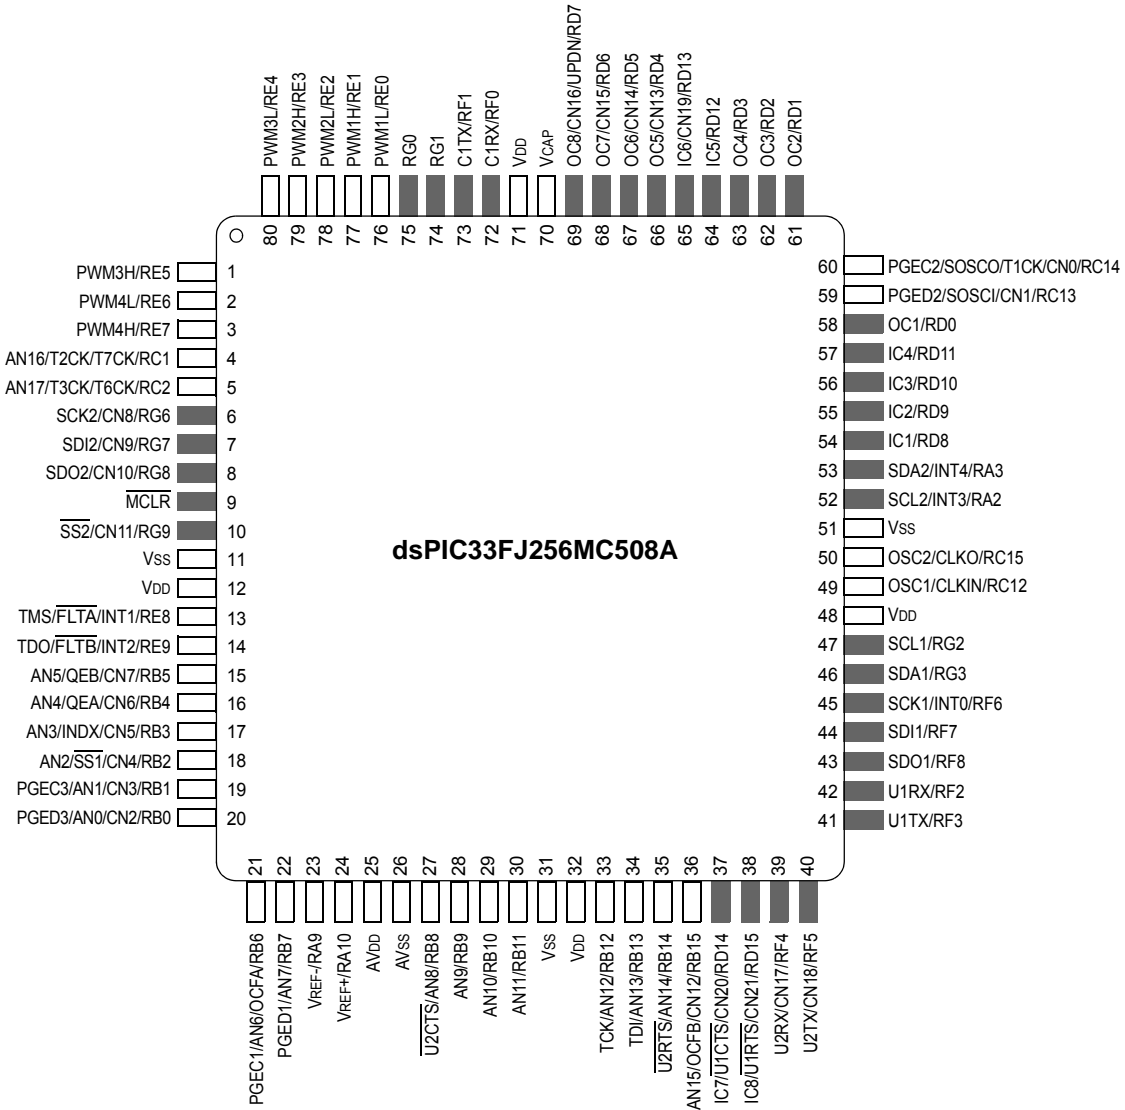 PWM3L/RE4
PWM2H/RE3
PWM2L/RE2
PWM1H/RE1
PWM1L/RE0
RG0
RG1
C1TX/RF1
C1RX/RF0
VDD
VCAP
OC8/CN16/UPDN/RD7
OC7/CN15/RD6
OC6/CN14/RD5
OC5/CN13/RD4
IC6/CN19/RD13
IC5/RD12
OC4/RD3
OC3/RD2
OC2/RD1
80
79
78
77
76
75
74
73
72
71
70
69
68
67
66
65
64
63
62
61
PWM3H/RE5 1
PWM4L/RE6 2
PWM4H/RE7 3
AN16/T2CK/T7CK/RC1 4
AN17/T3CK/T6CK/RC2 5
SCK2/CN8/RG6 6
SDI2/CN9/RG7 7
SDO2/CN10/RG8 8
MCLR 9
SS2/CN11/RG9 10
VSS 11
VDD 12
TMS/FLTA/INT1/RE8 13
TDO/FLTB/INT2/RE9 14
AN5/QEB/CN7/RB5 15
AN4/QEA/CN6/RB4 16
AN3/INDX/CN5/RB3 17
AN2/SS1/CN4/RB2 18
PGEC3/AN1/CN3/RB1 19
PGED3/AN0/CN2/RB0 20
dsPIC33FJ256MC508A
60 PGEC2/SOSCO/T1CK/CN0/RC14
59 PGED2/SOSCI/CN1/RC13
58 OC1/RD0
57 IC4/RD11
56 IC3/RD10
55 IC2/RD9
54 IC1/RD8
53 SDA2/INT4/RA3
52 SCL2/INT3/RA2
51 VSS
50 OSC2/CLKO/RC15
49 OSC1/CLKIN/RC12
48 VDD
47 SCL1/RG2
46 SDA1/RG3
45 SCK1/INT0/RF6
44 SDI1/RF7
43 SDO1/RF8
42 U1RX/RF2
41 U1TX/RF3
21
22
23
24
25
26
27
28
29
30
31
32
33
34
35
36
37
38
39
40
PGEC1/AN6/OCFA/RB6
PGED1/AN7/RB7
VREF-/RA9
VREF+/RA10
AVDD
AVSS
U2CTS/AN8/RB8
AN9/RB9
AN10/RB10
AN11/RB11
VSS
VDD
TCK/AN12/RB12
TDI/AN13/RB13
U2RTS/AN14/RB14
AN15/OCFB/CN12/RB15
IC7/U1CTS/CN20/RD14
IC8/U1RTS/CN21/RD15
U2RX/CN17/RF4
U2TX/CN18/RF5